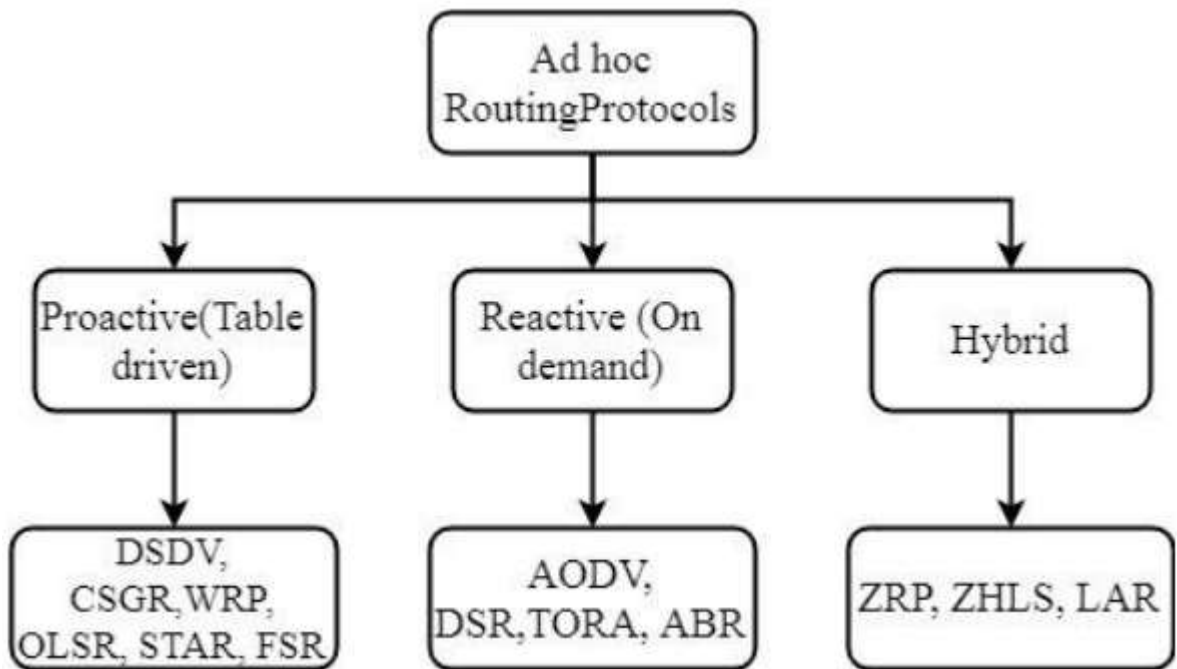 Ad hoc
RoutingProtocols
Proactive(Table
driven)
Reactive (On
demand)
Hybrid
DSDV,
CSGR,WRP,
OLSR, STAR, FSR
AODV,
DSR,TORA, ABR
ZRP, ZHLS, LAR